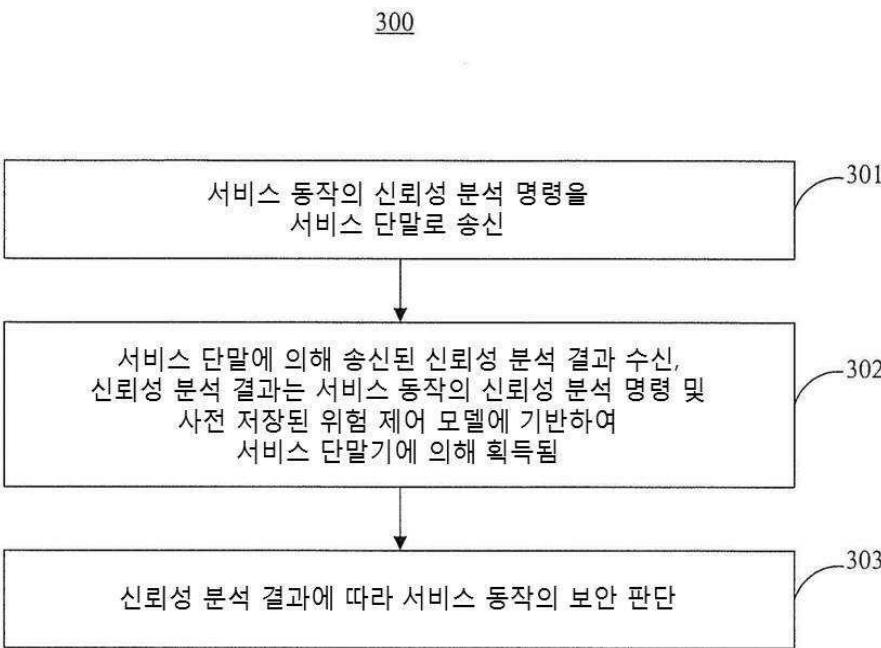 300
서비스 동작의 신뢰성 분석 명령을
서비스 단말로 송신
301
서비스 단말에 의해 송신된 신뢰성 분석 결과 수신,
신뢰성 분석 결과는 서비스 동작의 신뢰성 분석 명령 및
사전 저장된 위험 제어 모델에 기반하여
서비스 단말기에 의해 획득됨
302
신뢰성 분석 결과에 따라 서비스 동작의 보안 판단
303